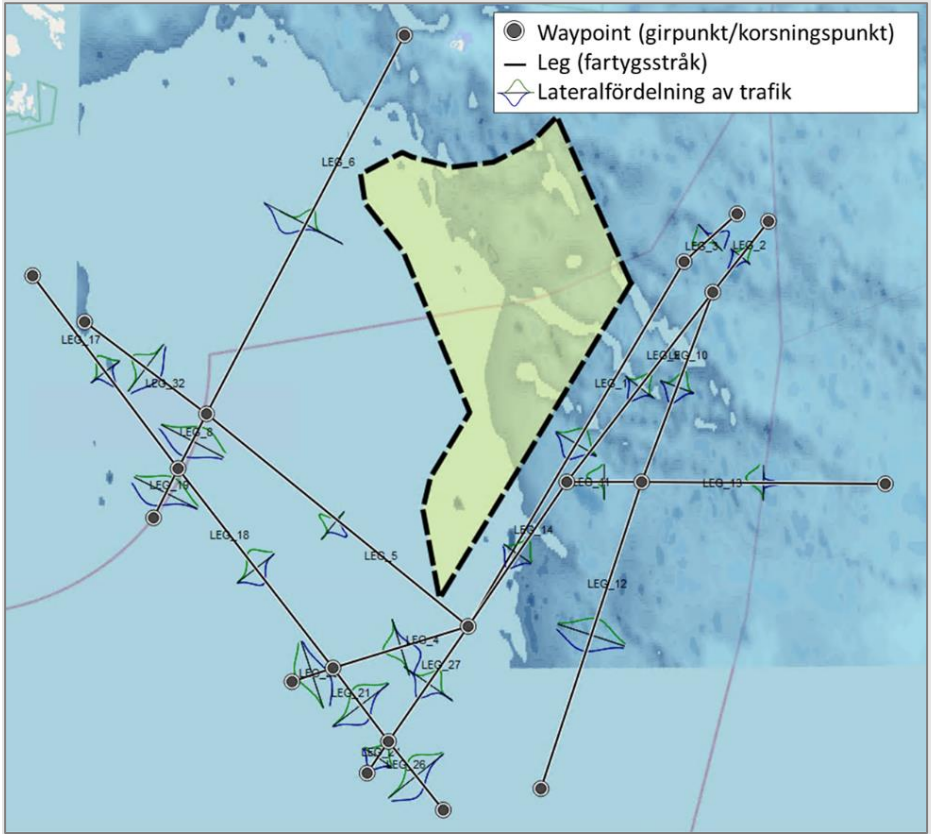 Waypoint (girpunkt/korsningspunkt)
Leg (fartygsstråk)
Lateralfördelning av trafik
LEG_6
LEG_3
LEG_2
LEG_17
LEG_32
LEG_10
LEG_1
LEG_8
LEG_11
LEG_13
LEG_18
LEG_14
LEG_5
LEG_12
LEG_4
LEG_27
LEG_21
LEG_26